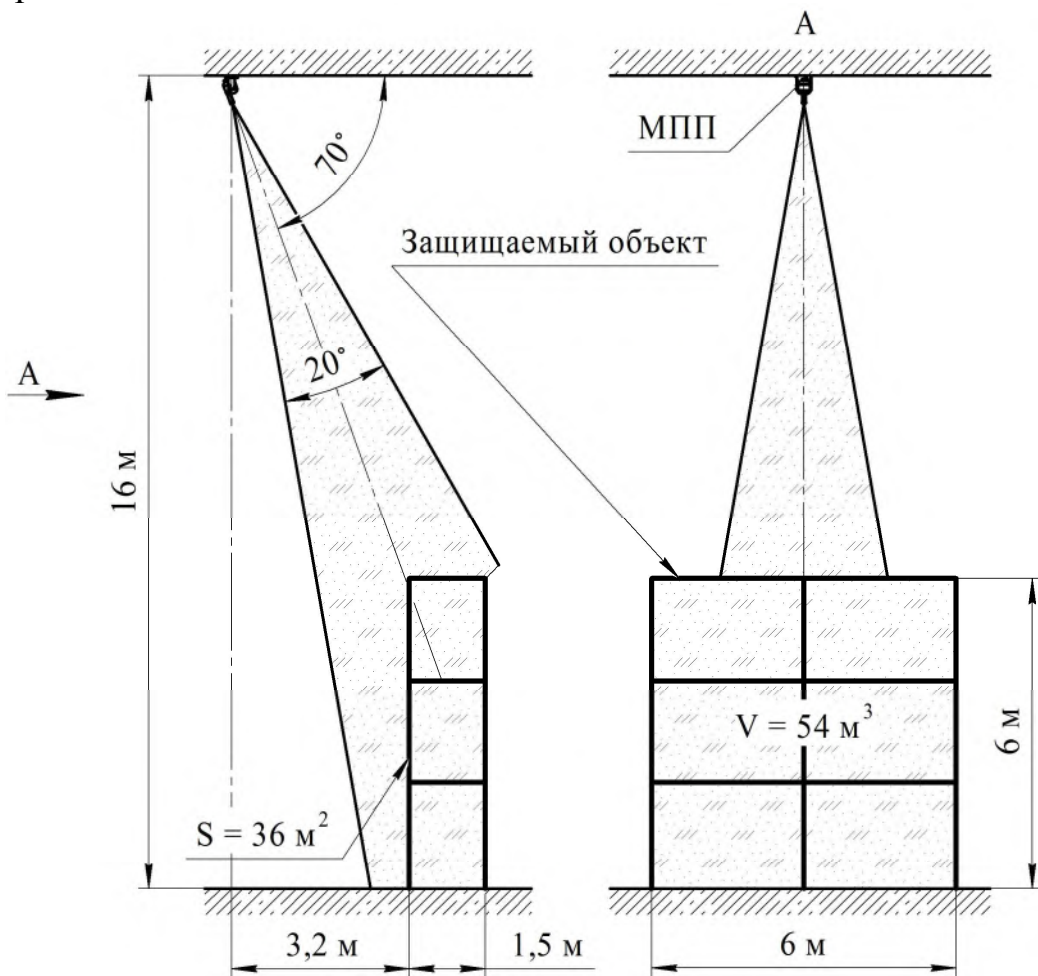 А
МПП
70°
Защищаемый объект
20°
А
16 м
V = 54 м³
6 м
S = 36 м²
3,2 м
1,5 м
6 м